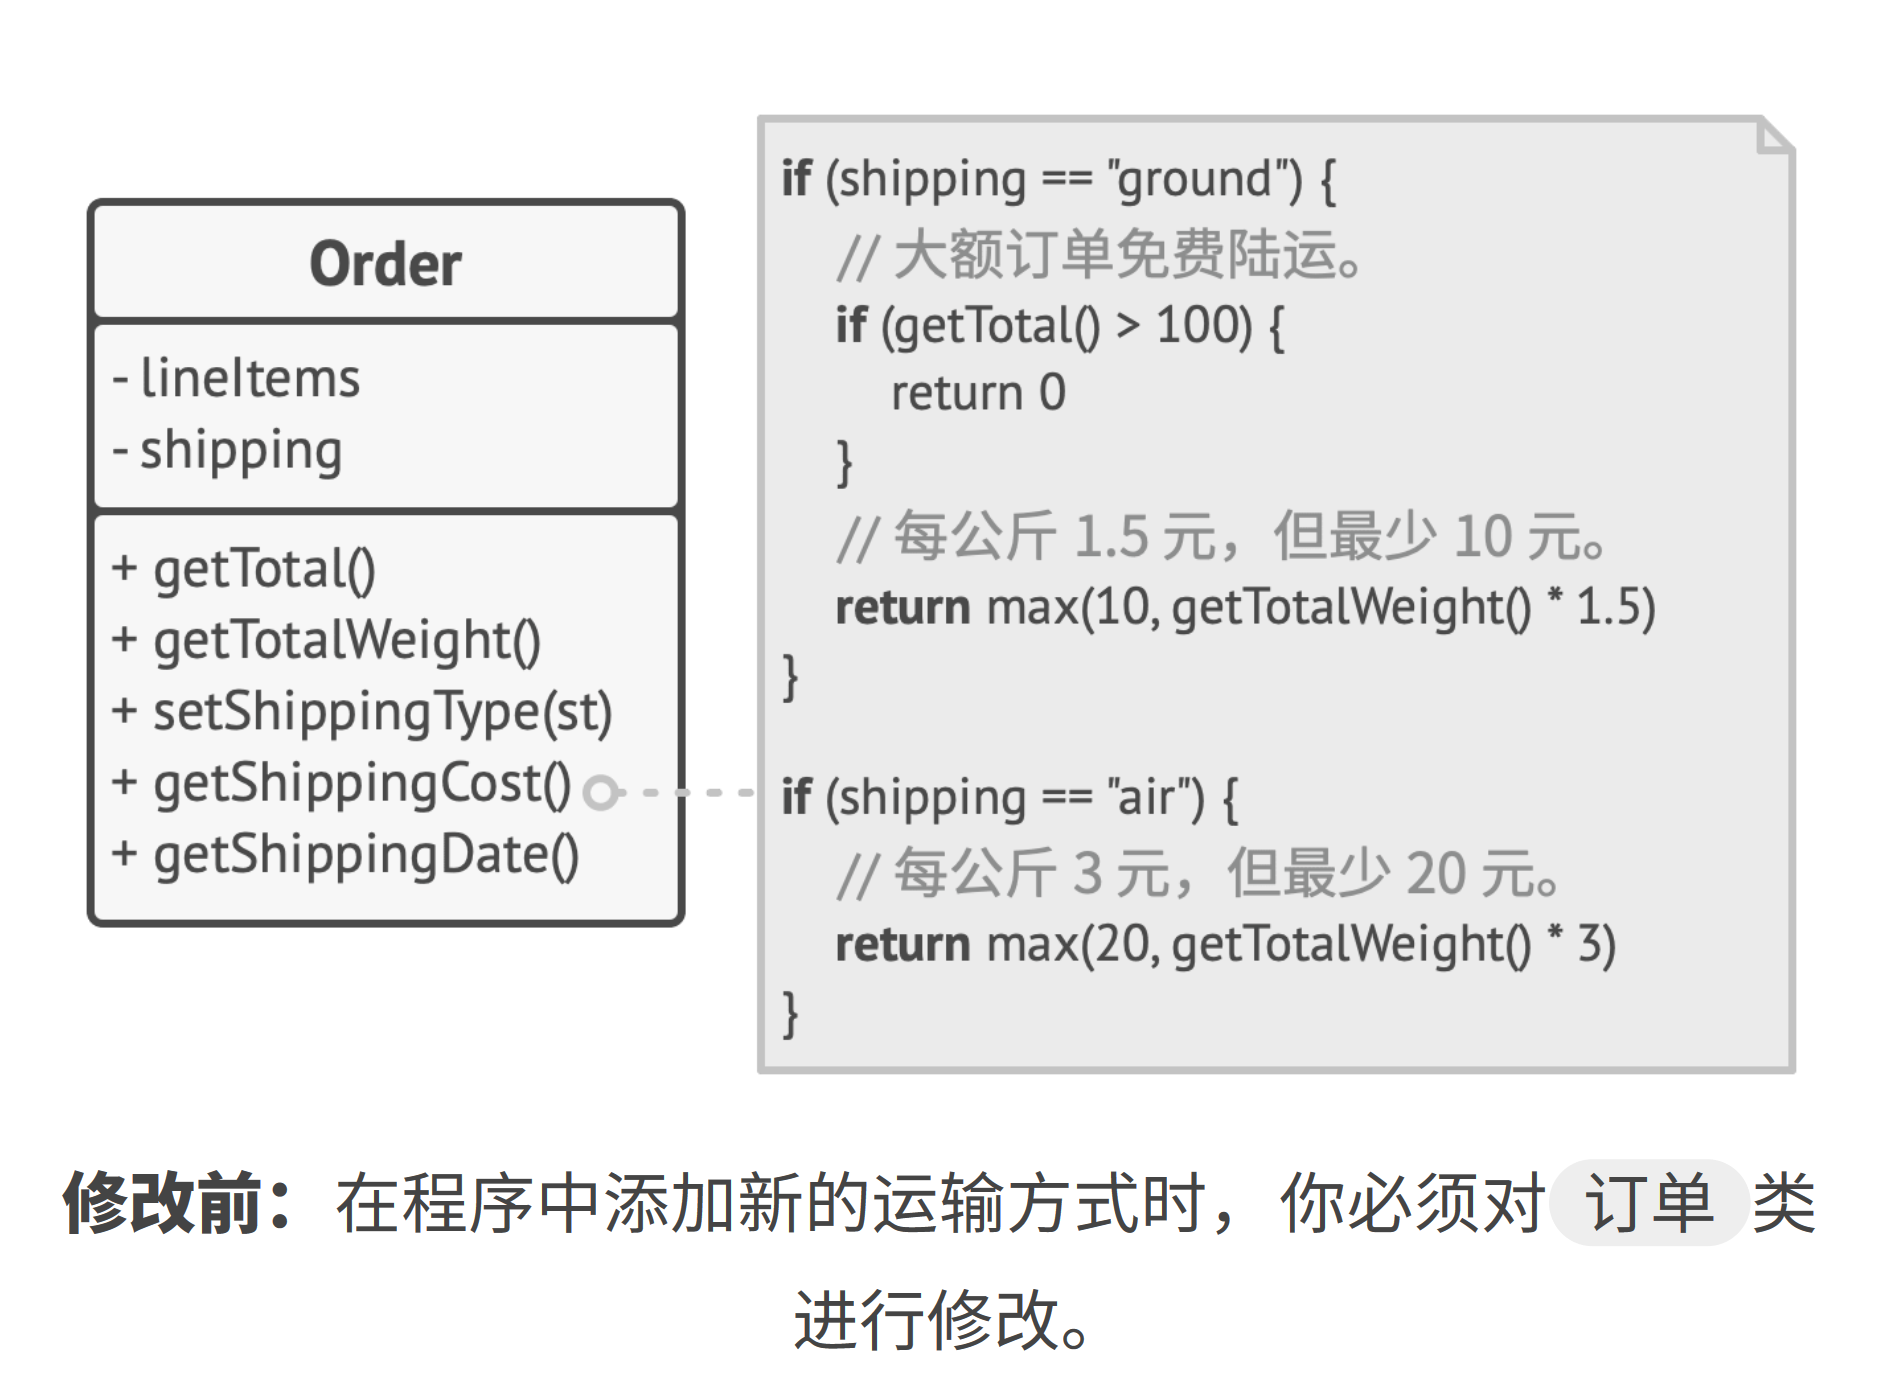 Order
- lineItems
- shipping
+ getTotal()
+ getTotalWeight()
+ setShippingType(st)
+ getShippingCost()
+ getShippingDate()
if (shipping == "ground") {
// 大额订单免费陆运。
if (getTotal() > 100) {
return 0
}
// 每公斤 1.5 元，但最少 10 元。
return max(10, getTotalWeight() * 1.5)
}
if (shipping == "air") {
// 每公斤 3 元，但最少 20 元。
return max(20, getTotalWeight() * 3)
}
修改前：在程序中添加新的运输方式时，你必须对 订单 类
进行修改。